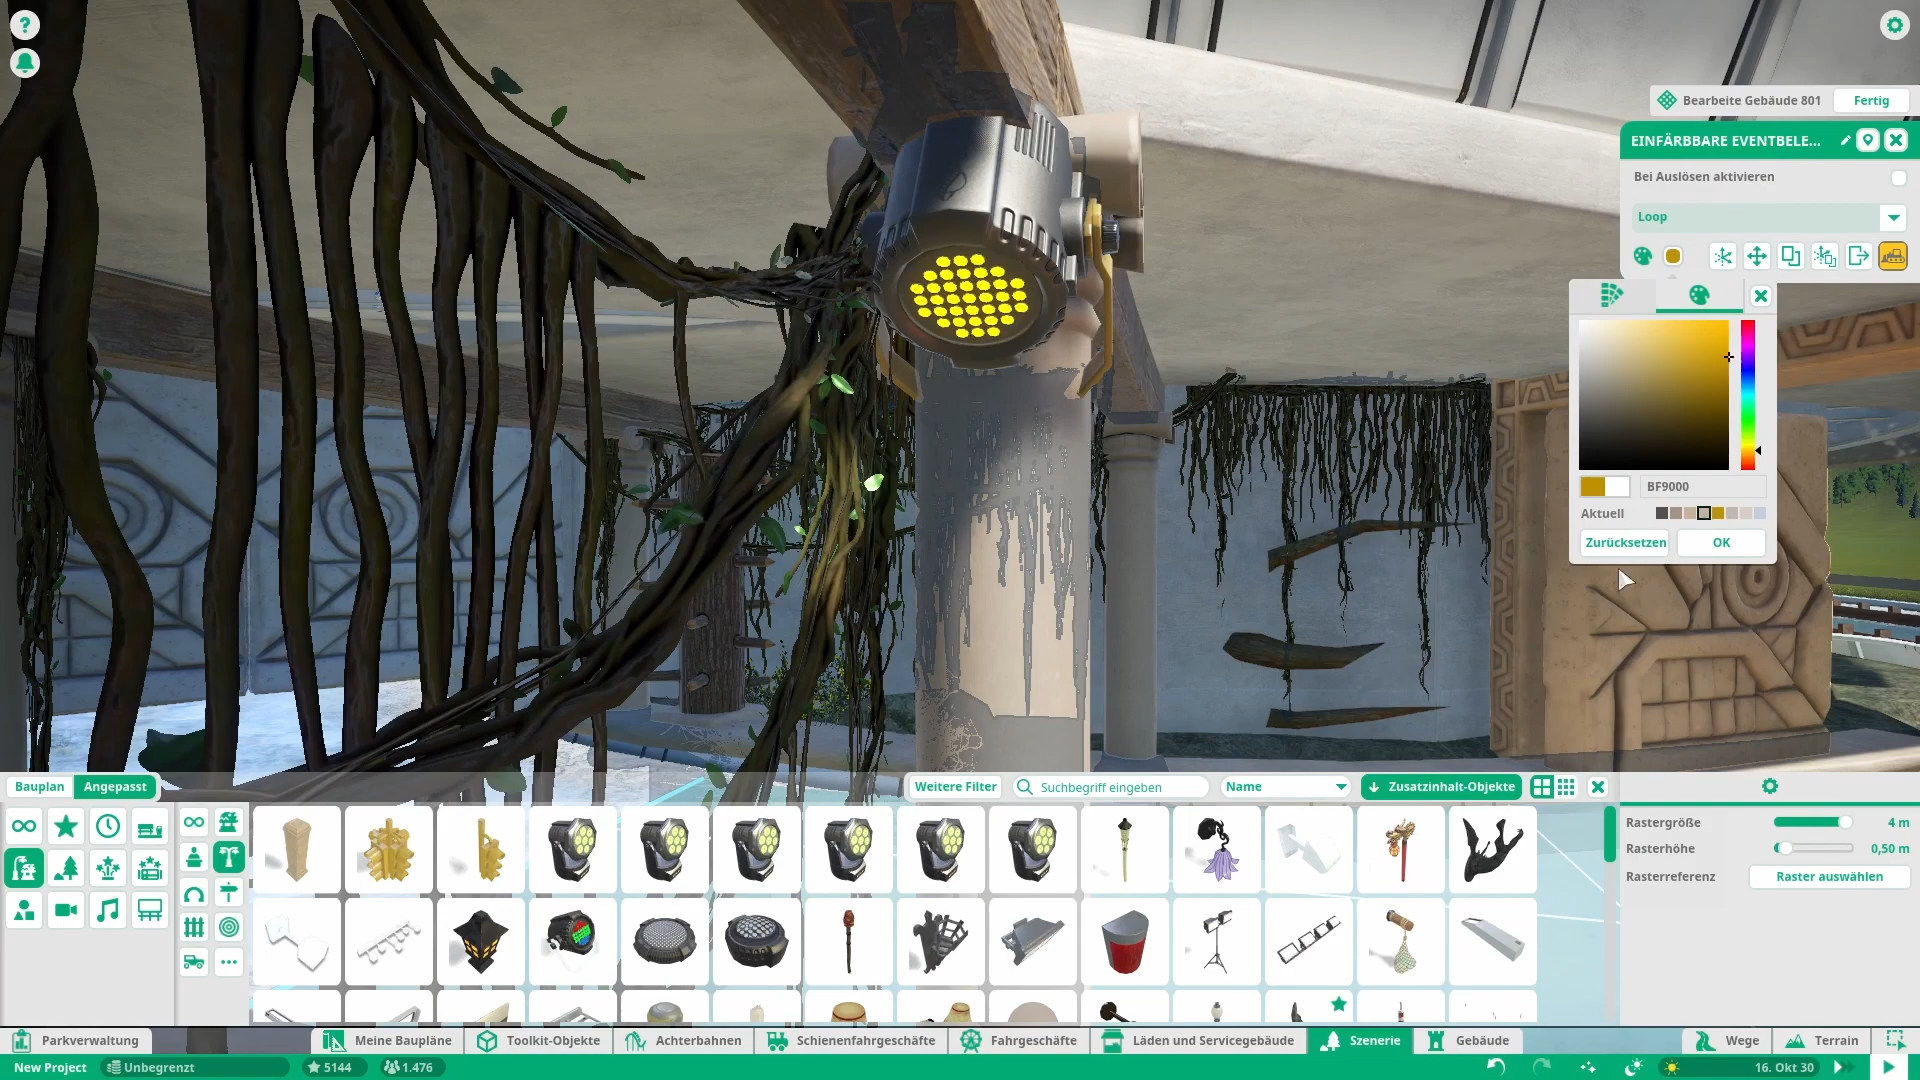 ?
Bearbeite Gebäude 801
Fertig
EINFÄRBBARE EVENTBELE...
Bei Auslösen aktivieren
Loop
BF9000
Aktuell
Zurücksetzen
OK
Bauplan
Angepasst
Weitere Filter
Suchbegriff eingeben
Name
Zusatzinhalt-Objekte
Rastergröße
4 m
Rasterhöhe
0,50 m
Rasterreferenz
Raster auswählen
Parkverwaltung
Meine Baupläne
Toolkit-Objekte
Achterbahnen
Schienenfahrgeschäfte
Fahrgeschäfte
Läden und Servicegebäude
Szenerie
Gebäude
Wege
Terrain
New Project
Unbegrenzt
5144
1.476
16. Okt 30